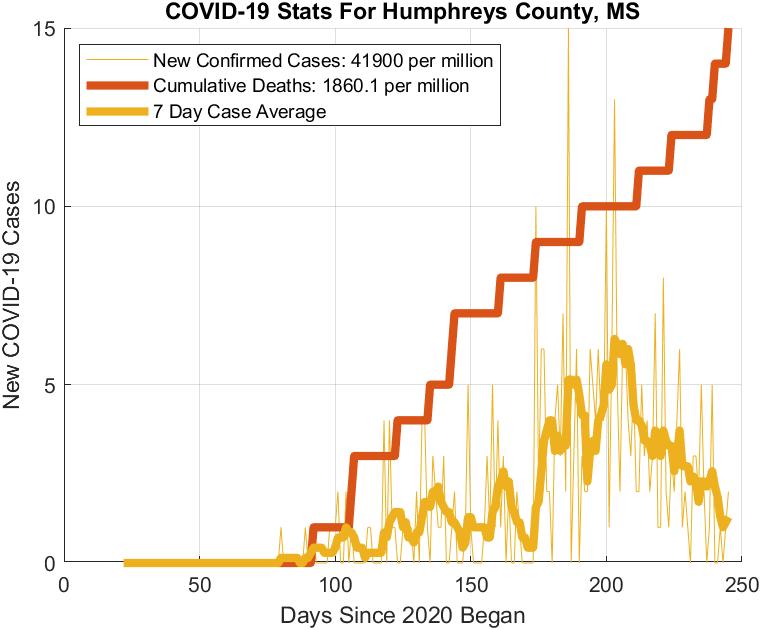 COVID-19 Stats For Humphreys County, MS
New Confirmed Cases: 41900 per million
Cumulative Deaths: 1860.1 per million
7 Day Case Average
New COVID-19 Cases
15
10
5
0
0 50 100 150 200 250
Days Since 2020 Began